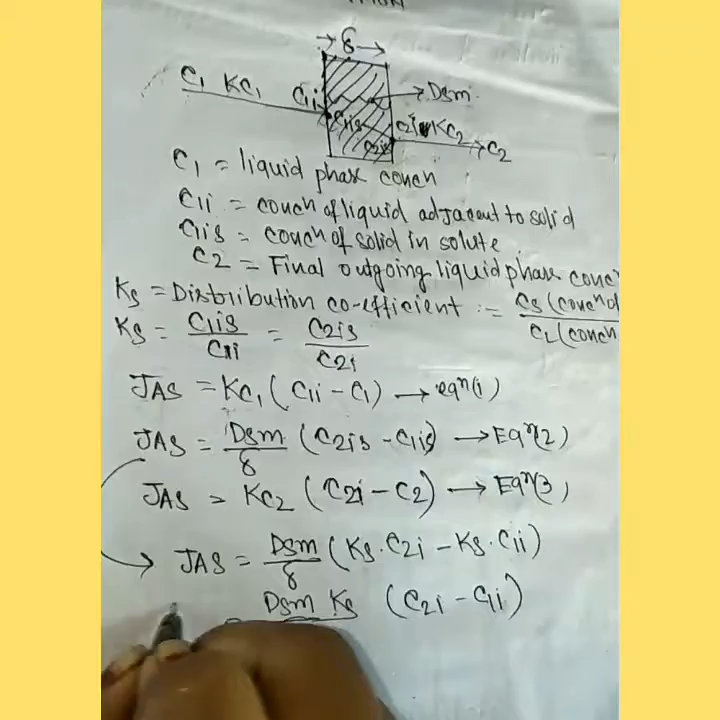 ← δ →
C1 KC1 C1i → Dsm
C1is C2i KC2
C2is → C2
C1 = liquid phase concn
C1i = concn of liquid adjacent to solid
C1is = concn of solid in solute
C2 = Final outgoing liquid phase conc
Ks = Distribution co-efficient := Cs (concn of
Ks = C1is / C1i = C2is / C2i
CL (concn
JAS = KC1 (C1i - C1) → eqn(1)
JAS = Dsm / δ (C2is - C1is) → Eqn(2)
JAS = KC2 (C2i - C2) → Eqn(3)
→ JAS = Dsm / δ (Ks. C2i - Ks. C1i)
Dsm Ks (C2i - C1i)